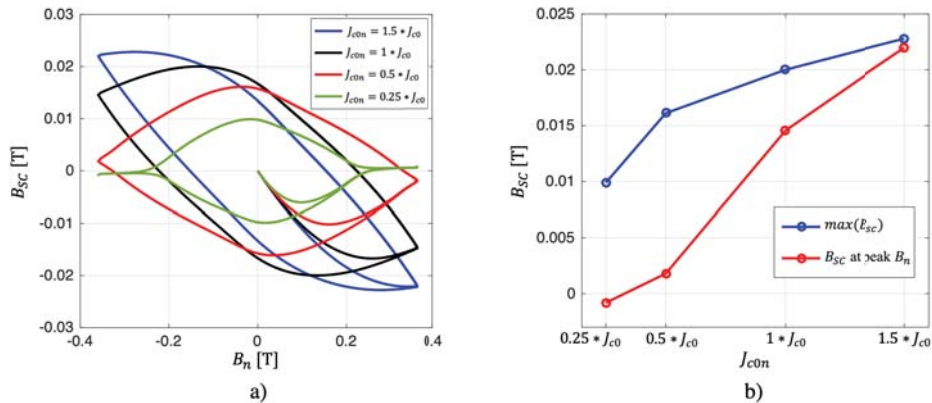 0.03
0.02
0.01
0
-0.01
-0.02
-0.03
B_SC [T]
-0.4
-0.2
0
0.2
0.4
B_n [T]
J_c0n = 1.5 * J_c0
J_c0n = 1 * J_c0
J_c0n = 0.5 * J_c0
J_c0n = 0.25 * J_c0
a)
0.025
0.02
0.015
0.01
0.005
0
B_SC [T]
max(B_SC)
B_SC at peak B_n
0.25 * J_c0
0.5 * J_c0
1 * J_c0
1.5 * J_c0
J_c0n
b)